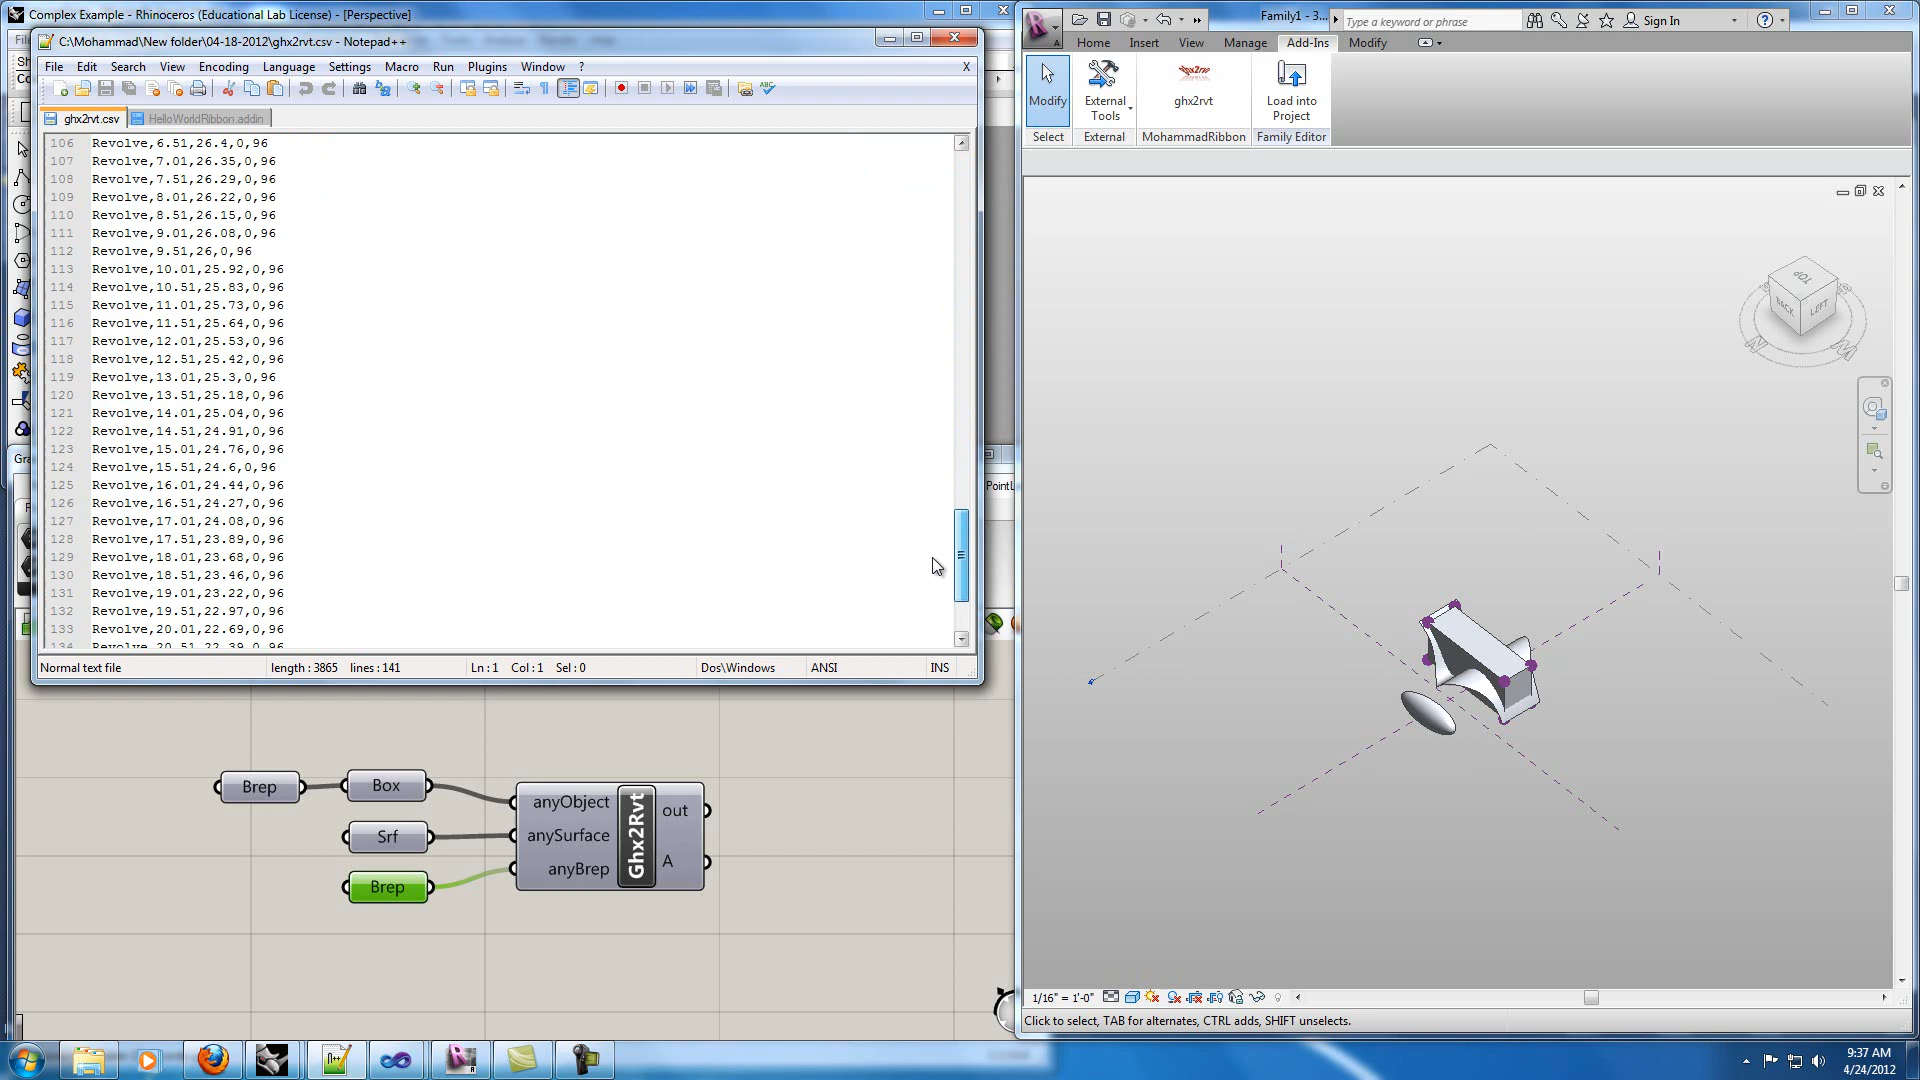 Complex Example - Rhinoceros (Educational Lab License) - [Perspective]
C:\Mohammad\New folder\04-18-2012\ghx2rvt.csv - Notepad++
File Edit Search View Encoding Language Settings Macro Run Plugins Window ? X
ghx2rvt.csv HelloWorldRibbon.addin
106 Revolve,6.51,26.4,0,96
107 Revolve,7.01,26.35,0,96
108 Revolve,7.51,26.29,0,96
109 Revolve,8.01,26.22,0,96
110 Revolve,8.51,26.15,0,96
111 Revolve,9.01,26.08,0,96
112 Revolve,9.51,26,0,96
113 Revolve,10.01,25.92,0,96
114 Revolve,10.51,25.83,0,96
115 Revolve,11.01,25.73,0,96
116 Revolve,11.51,25.64,0,96
117 Revolve,12.01,25.53,0,96
118 Revolve,12.51,25.42,0,96
119 Revolve,13.01,25.3,0,96
120 Revolve,13.51,25.18,0,96
121 Revolve,14.01,25.04,0,96
122 Revolve,14.51,24.91,0,96
123 Revolve,15.01,24.76,0,96
124 Revolve,15.51,24.6,0,96
125 Revolve,16.01,24.44,0,96
126 Revolve,16.51,24.27,0,96
127 Revolve,17.01,24.08,0,96
128 Revolve,17.51,23.89,0,96
129 Revolve,18.01,23.68,0,96
130 Revolve,18.51,23.46,0,96
131 Revolve,19.01,23.22,0,96
132 Revolve,19.51,22.97,0,96
133 Revolve,20.01,22.69,0,96
134 Revolve,20.51,22.39,0,96
Normal text file length : 3865 lines : 141 Ln : 1 Col : 1 Sel : 0 Dos\Windows ANSI INS
PointL
Brep
Box
Srf
Brep
anyObject
anySurface
anyBrep
Ghx2Rvt
out
A
Family1 - 3... Type a keyword or phrase Sign In
Home Insert View Manage Add-Ins Modify
Modify
External Tools
ghx2rvt
Load into Project
Select External MohammadRibbon Family Editor
TOP
BACK
LEFT
1/16" = 1'-0"
Click to select, TAB for alternates, CTRL adds, SHIFT unselects.
9:37 AM
4/24/2012